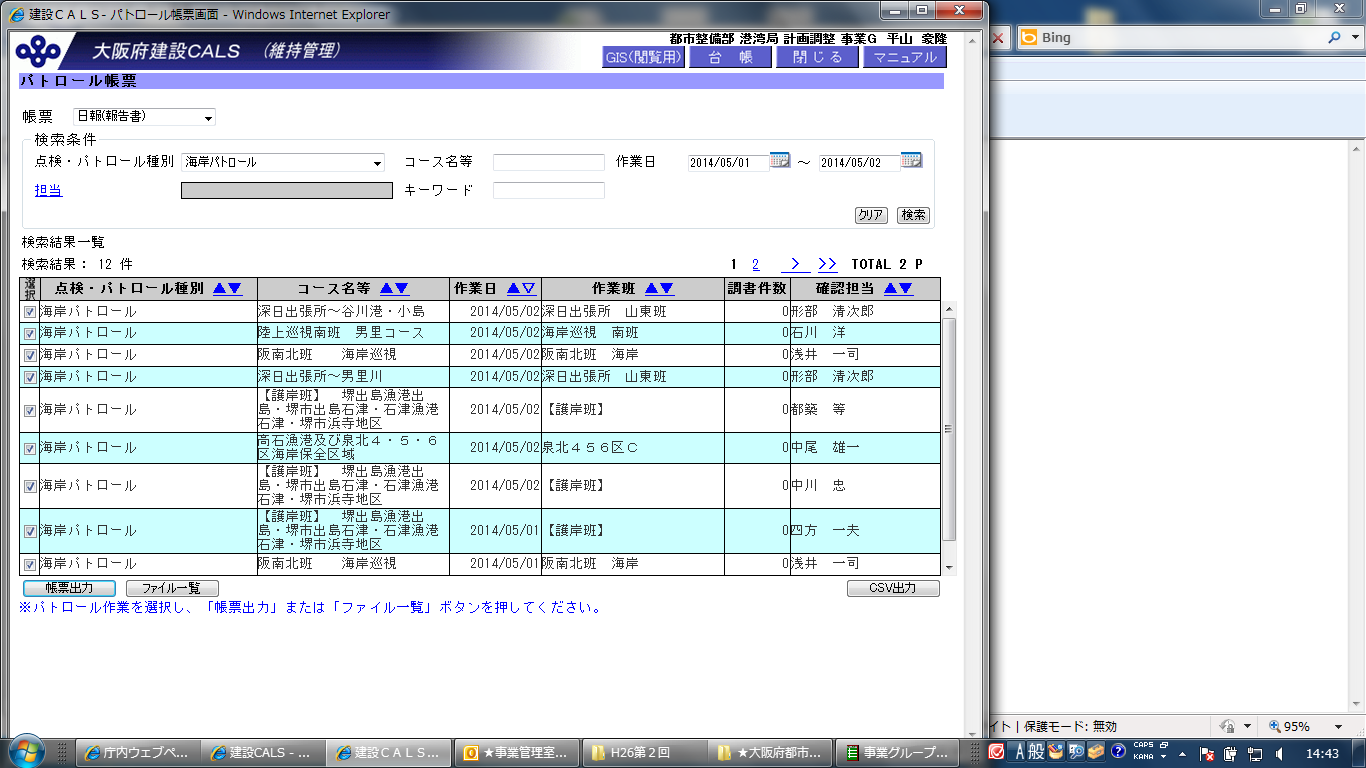 建設ＣＡＬＳ- パトロール帳票画面 - Windows Internet Explorer
大阪府建設CALS （維持管理）
都市整備部 港湾局 計画調整 事業Ｇ 平山 豪隆
GIS(閲覧用) 台 帳 閉じる マニュアル
Bing
パトロール帳票
帳票 日報(報告書)
検索条件
点検・パトロール種別 海岸パトロール コース名等 作業日 2014/05/01 ～ 2014/05/02
担当 キーワード
クリア 検索
検索結果一覧
検索結果： 12 件 1 2 > >> TOTAL 2 P
選択 点検・パトロール種別 ▲▼ コース名等 ▲▼ 作業日 ▲▽ 作業班 ▲▼ 調書件数 確認担当 ▲▼
海岸パトロール 深日出張所～谷川港・小島 2014/05/02 深日出張所　山東班 0 形部　清次郎
海岸パトロール 陸上巡視南班　男里コース 2014/05/02 海岸巡視　南班 0 石川　洋
海岸パトロール 阪南北班　　海岸巡視 2014/05/02 阪南北班　海岸 0 浅井　一司
海岸パトロール 深日出張所～男里川 2014/05/02 深日出張所　山東班 0 形部　清次郎
【護岸班】　堺出島漁港出
海岸パトロール 島・堺市出島石津・石津漁港 2014/05/02 【護岸班】 0 都築　等
石津・堺市浜寺地区
高石漁港及び泉北４・５・６
海岸パトロール 区海岸保全区域 2014/05/02 泉北４５６区Ｃ 0 中尾　雄一
【護岸班】　堺出島漁港出
海岸パトロール 島・堺市出島石津・石津漁港 2014/05/02 【護岸班】 0 中川　忠
石津・堺市浜寺地区
【護岸班】　堺出島漁港出
海岸パトロール 島・堺市出島石津・石津漁港 2014/05/01 【護岸班】 0 四方　一夫
石津・堺市浜寺地区
海岸パトロール 阪南北班　　海岸巡視 2014/05/01 阪南北班　海岸 0 浅井　一司
帳票出力 ファイル一覧 CSV出力
※パトロール作業を選択し、「帳票出力」または「ファイル一覧」ボタンを押してください。
イト | 保護モード: 無効 95%
庁内ウェブペ... 建設CALS - ... 建設ＣＡＬＳ... ★事業管理室... H26第２回 ★大阪府都市... 事業グループ... A 般 CAPS KANA 14:43